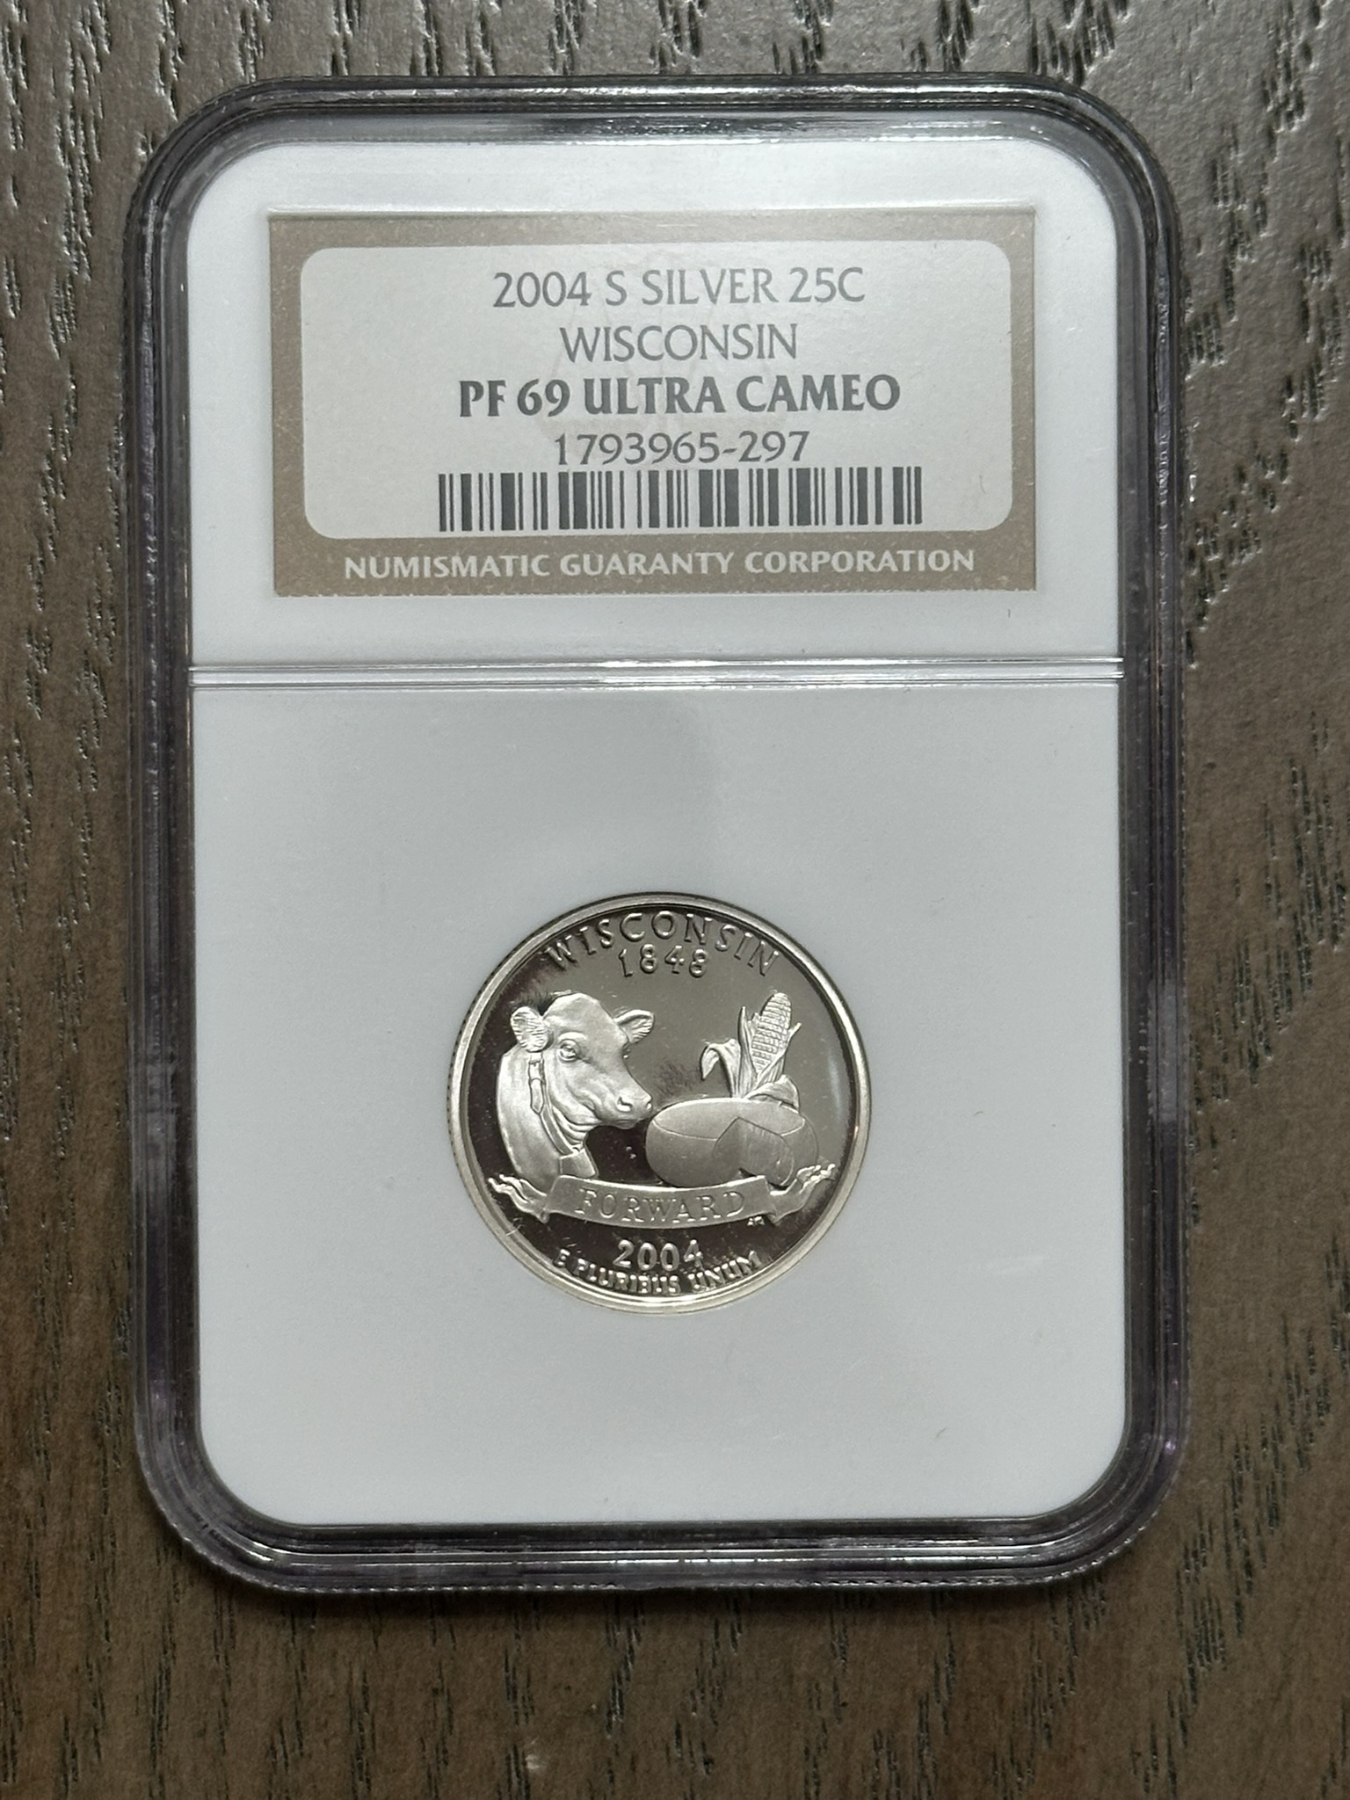 2004 S SILVER 25C
WISCONSIN
PF 69 ULTRA CAMEO
1793965-297
NUMISMATIC GUARANTY CORPORATION
WISCONSIN
1848
FORWARD
2004
E PLURIBUS UNUM